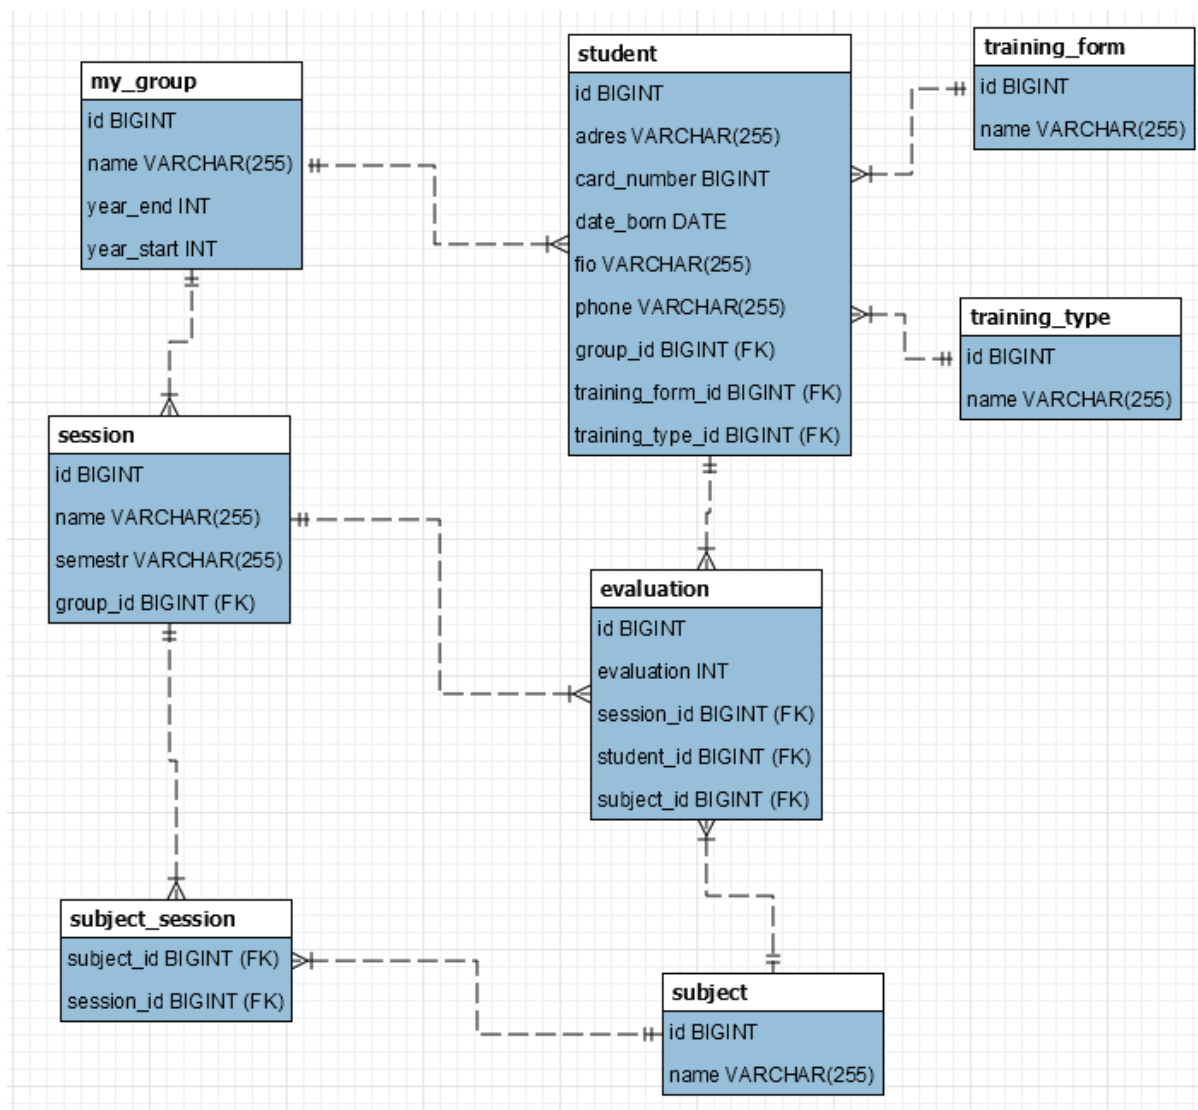 my_group
id BIGINT
name VARCHAR(255)
year_end INT
year_start INT
student
id BIGINT
adres VARCHAR(255)
card_number BIGINT
date_born DATE
fio VARCHAR(255)
phone VARCHAR(255)
group_id BIGINT (FK)
training_form_id BIGINT (FK)
training_type_id BIGINT (FK)
training_form
id BIGINT
name VARCHAR(255)
training_type
id BIGINT
name VARCHAR(255)
session
id BIGINT
name VARCHAR(255)
semestr VARCHAR(255)
group_id BIGINT (FK)
evaluation
id BIGINT
evaluation INT
session_id BIGINT (FK)
student_id BIGINT (FK)
subject_id BIGINT (FK)
subject_session
subject_id BIGINT (FK)
session_id BIGINT (FK)
subject
id BIGINT
name VARCHAR(255)